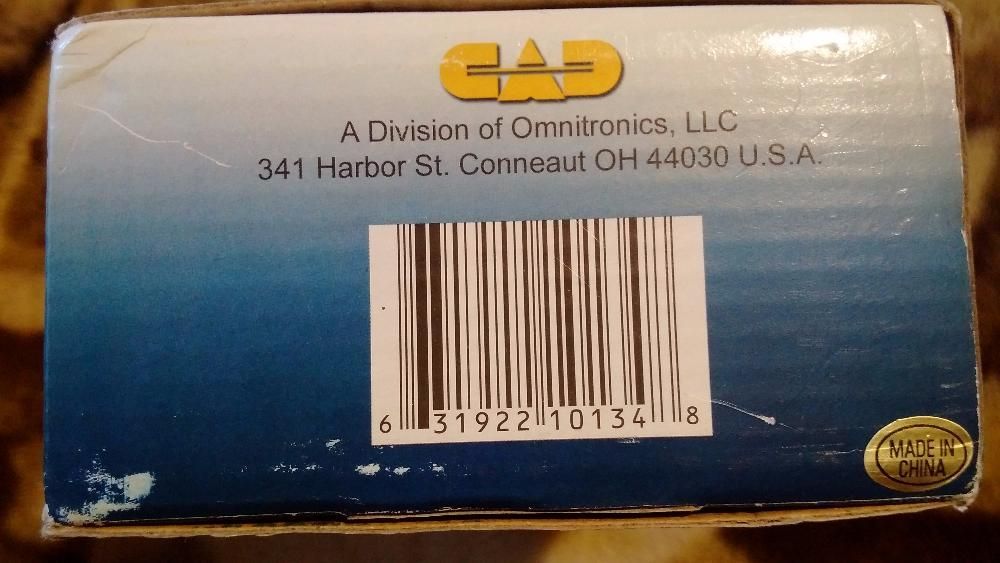 CAD
A Division of Omnitronics, LLC
341 Harbor St. Conneaut OH 44030 U.S.A.
6 31922 10134 8
MADE IN
CHINA